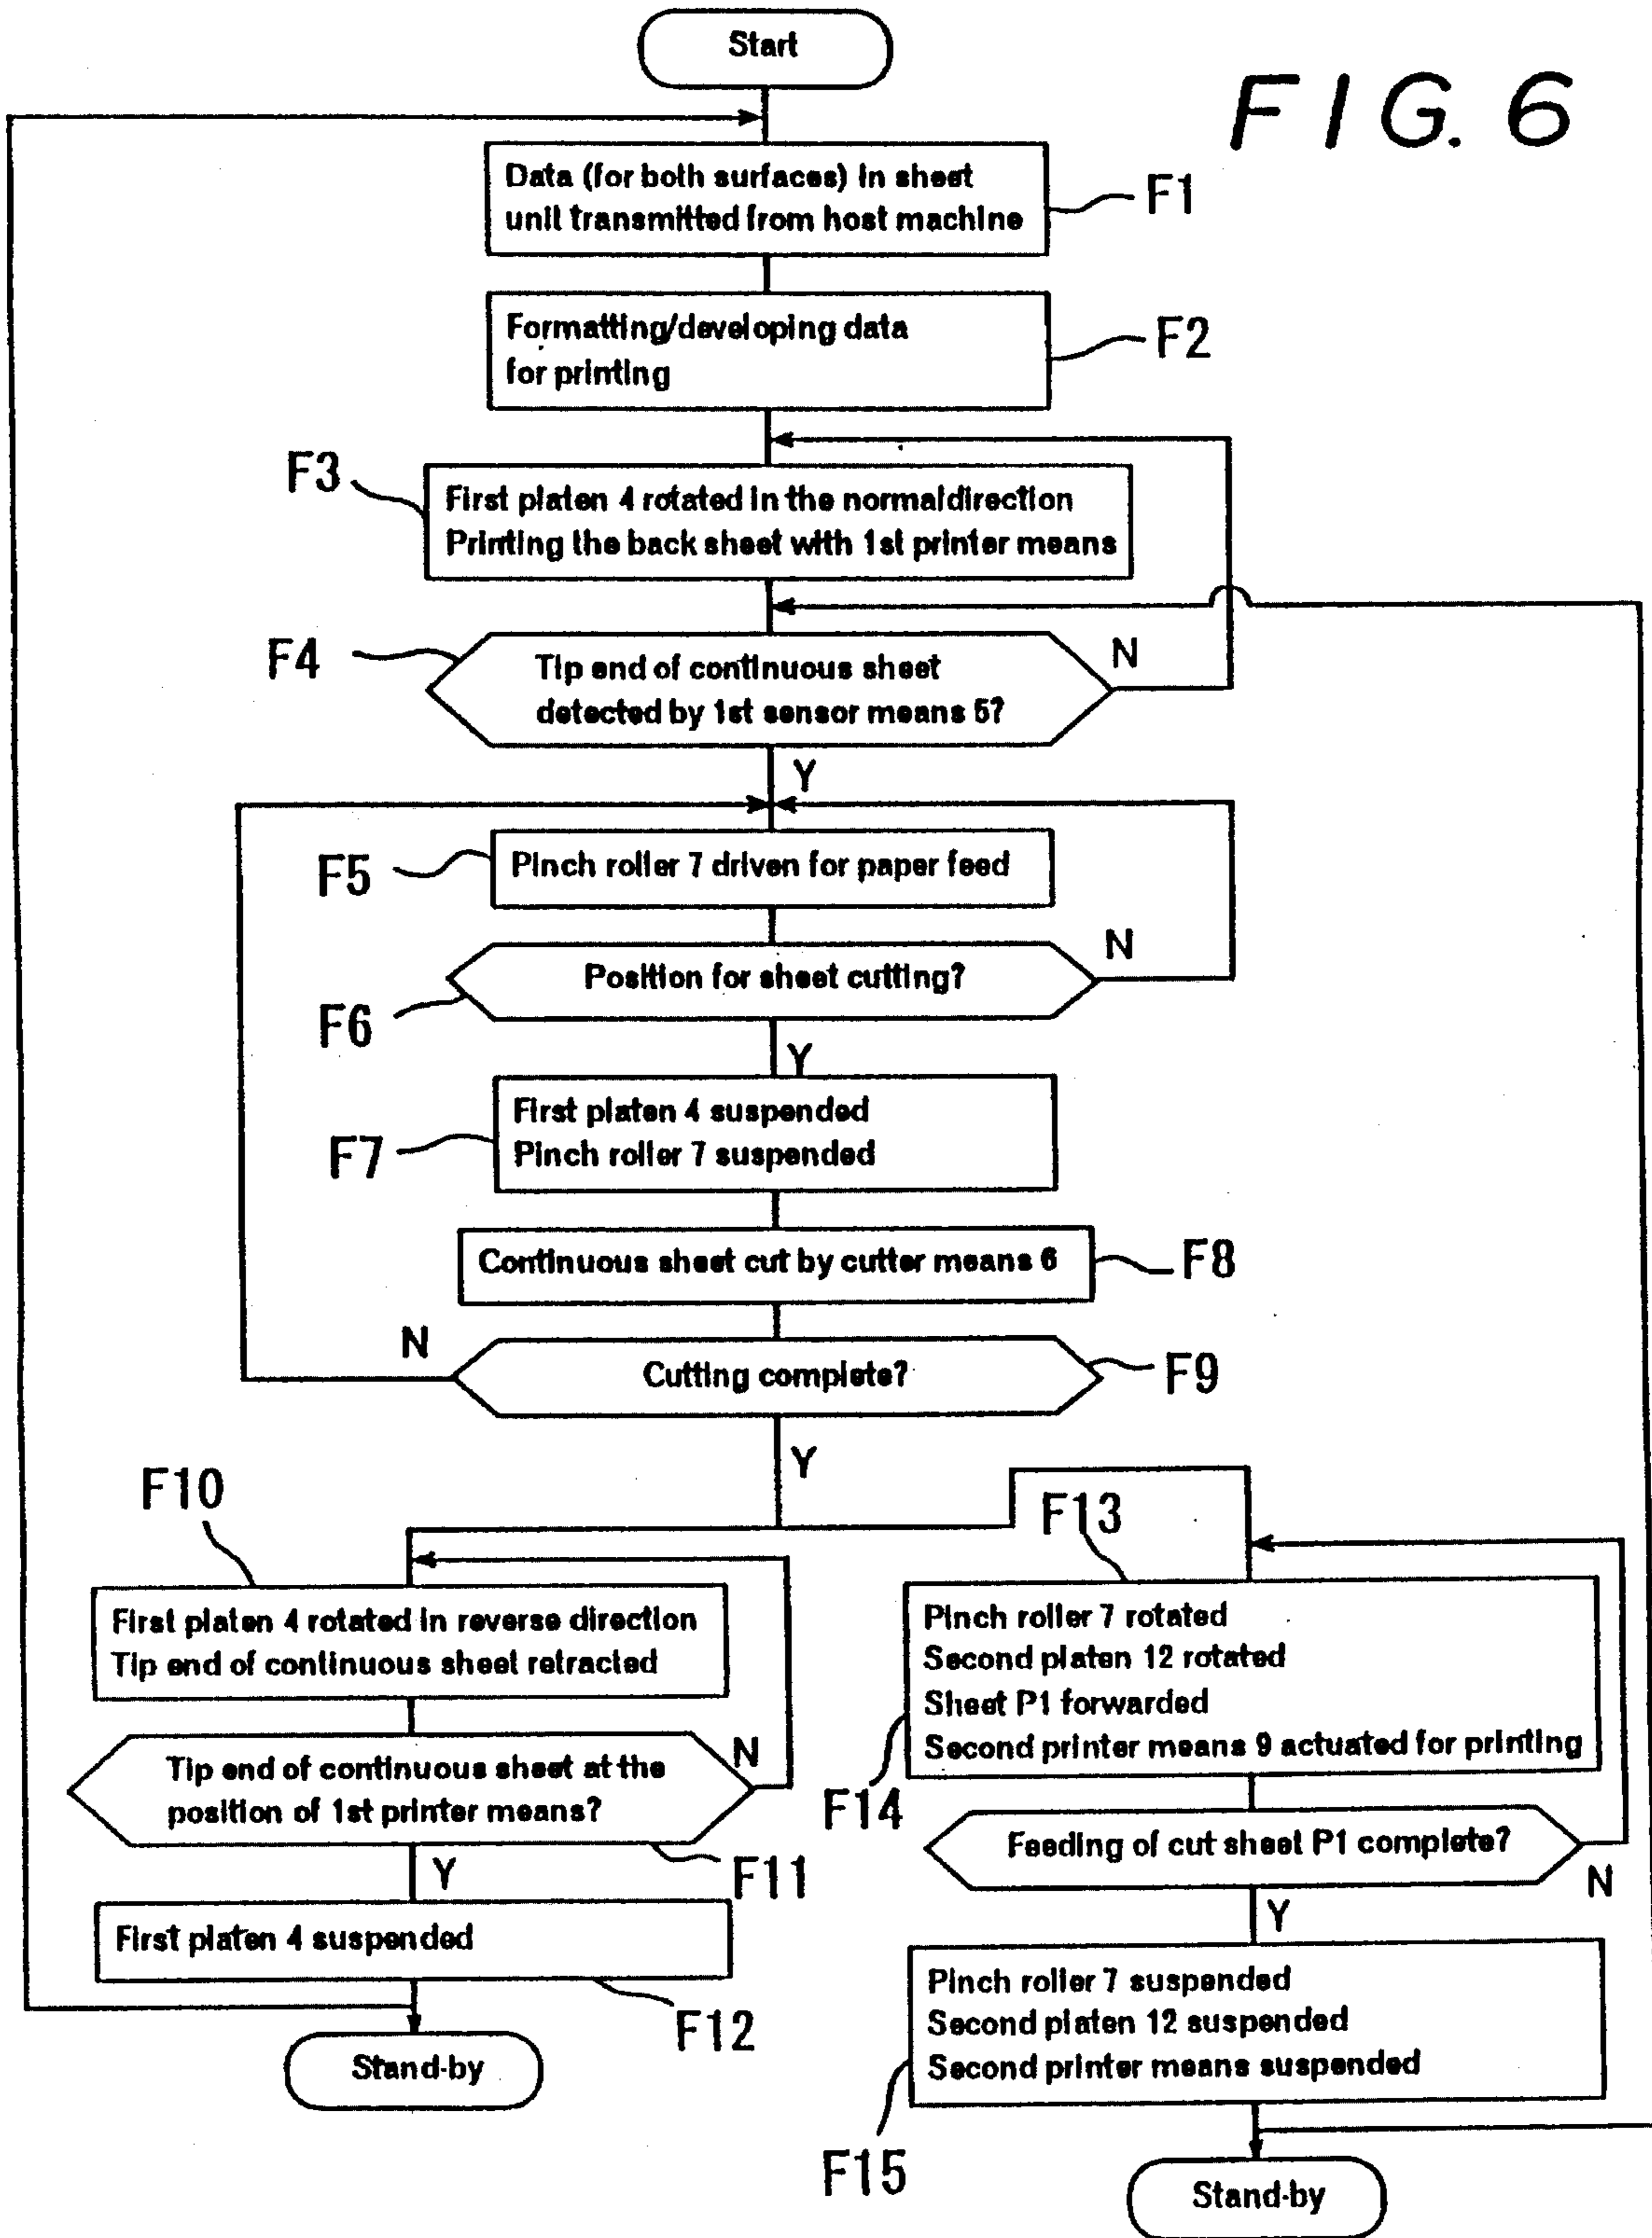 Start
FIG. 6
Data (for both surfaces) in sheet
unit transmitted from host machine
F1
Formatting/developing data
for printing
F2
F3
First platen 4 rotated in the normaldirection
Printing the back sheet with 1st printer means
F4
Tip end of continuous sheet
detected by 1st sensor means 5?
N
Y
F5
Pinch roller 7 driven for paper feed
F6
Position for sheet cutting?
N
Y
F7
First platen 4 suspended
Pinch roller 7 suspended
Continuous sheet cut by cutter means 6
F8
N
Cutting complete?
F9
Y
F10
First platen 4 rotated in reverse direction
Tip end of continuous sheet retracted
Tip end of continuous sheet at the
position of 1st printer means?
N
F11
Y
First platen 4 suspended
F12
Stand-by
F13
Pinch roller 7 rotated
Second platen 12 rotated
Sheet P1 forwarded
Second printer means 9 actuated for printing
F14
Feeding of cut sheet P1 complete?
N
Y
Pinch roller 7 suspended
Second platen 12 suspended
Second printer means suspended
F15
Stand-by